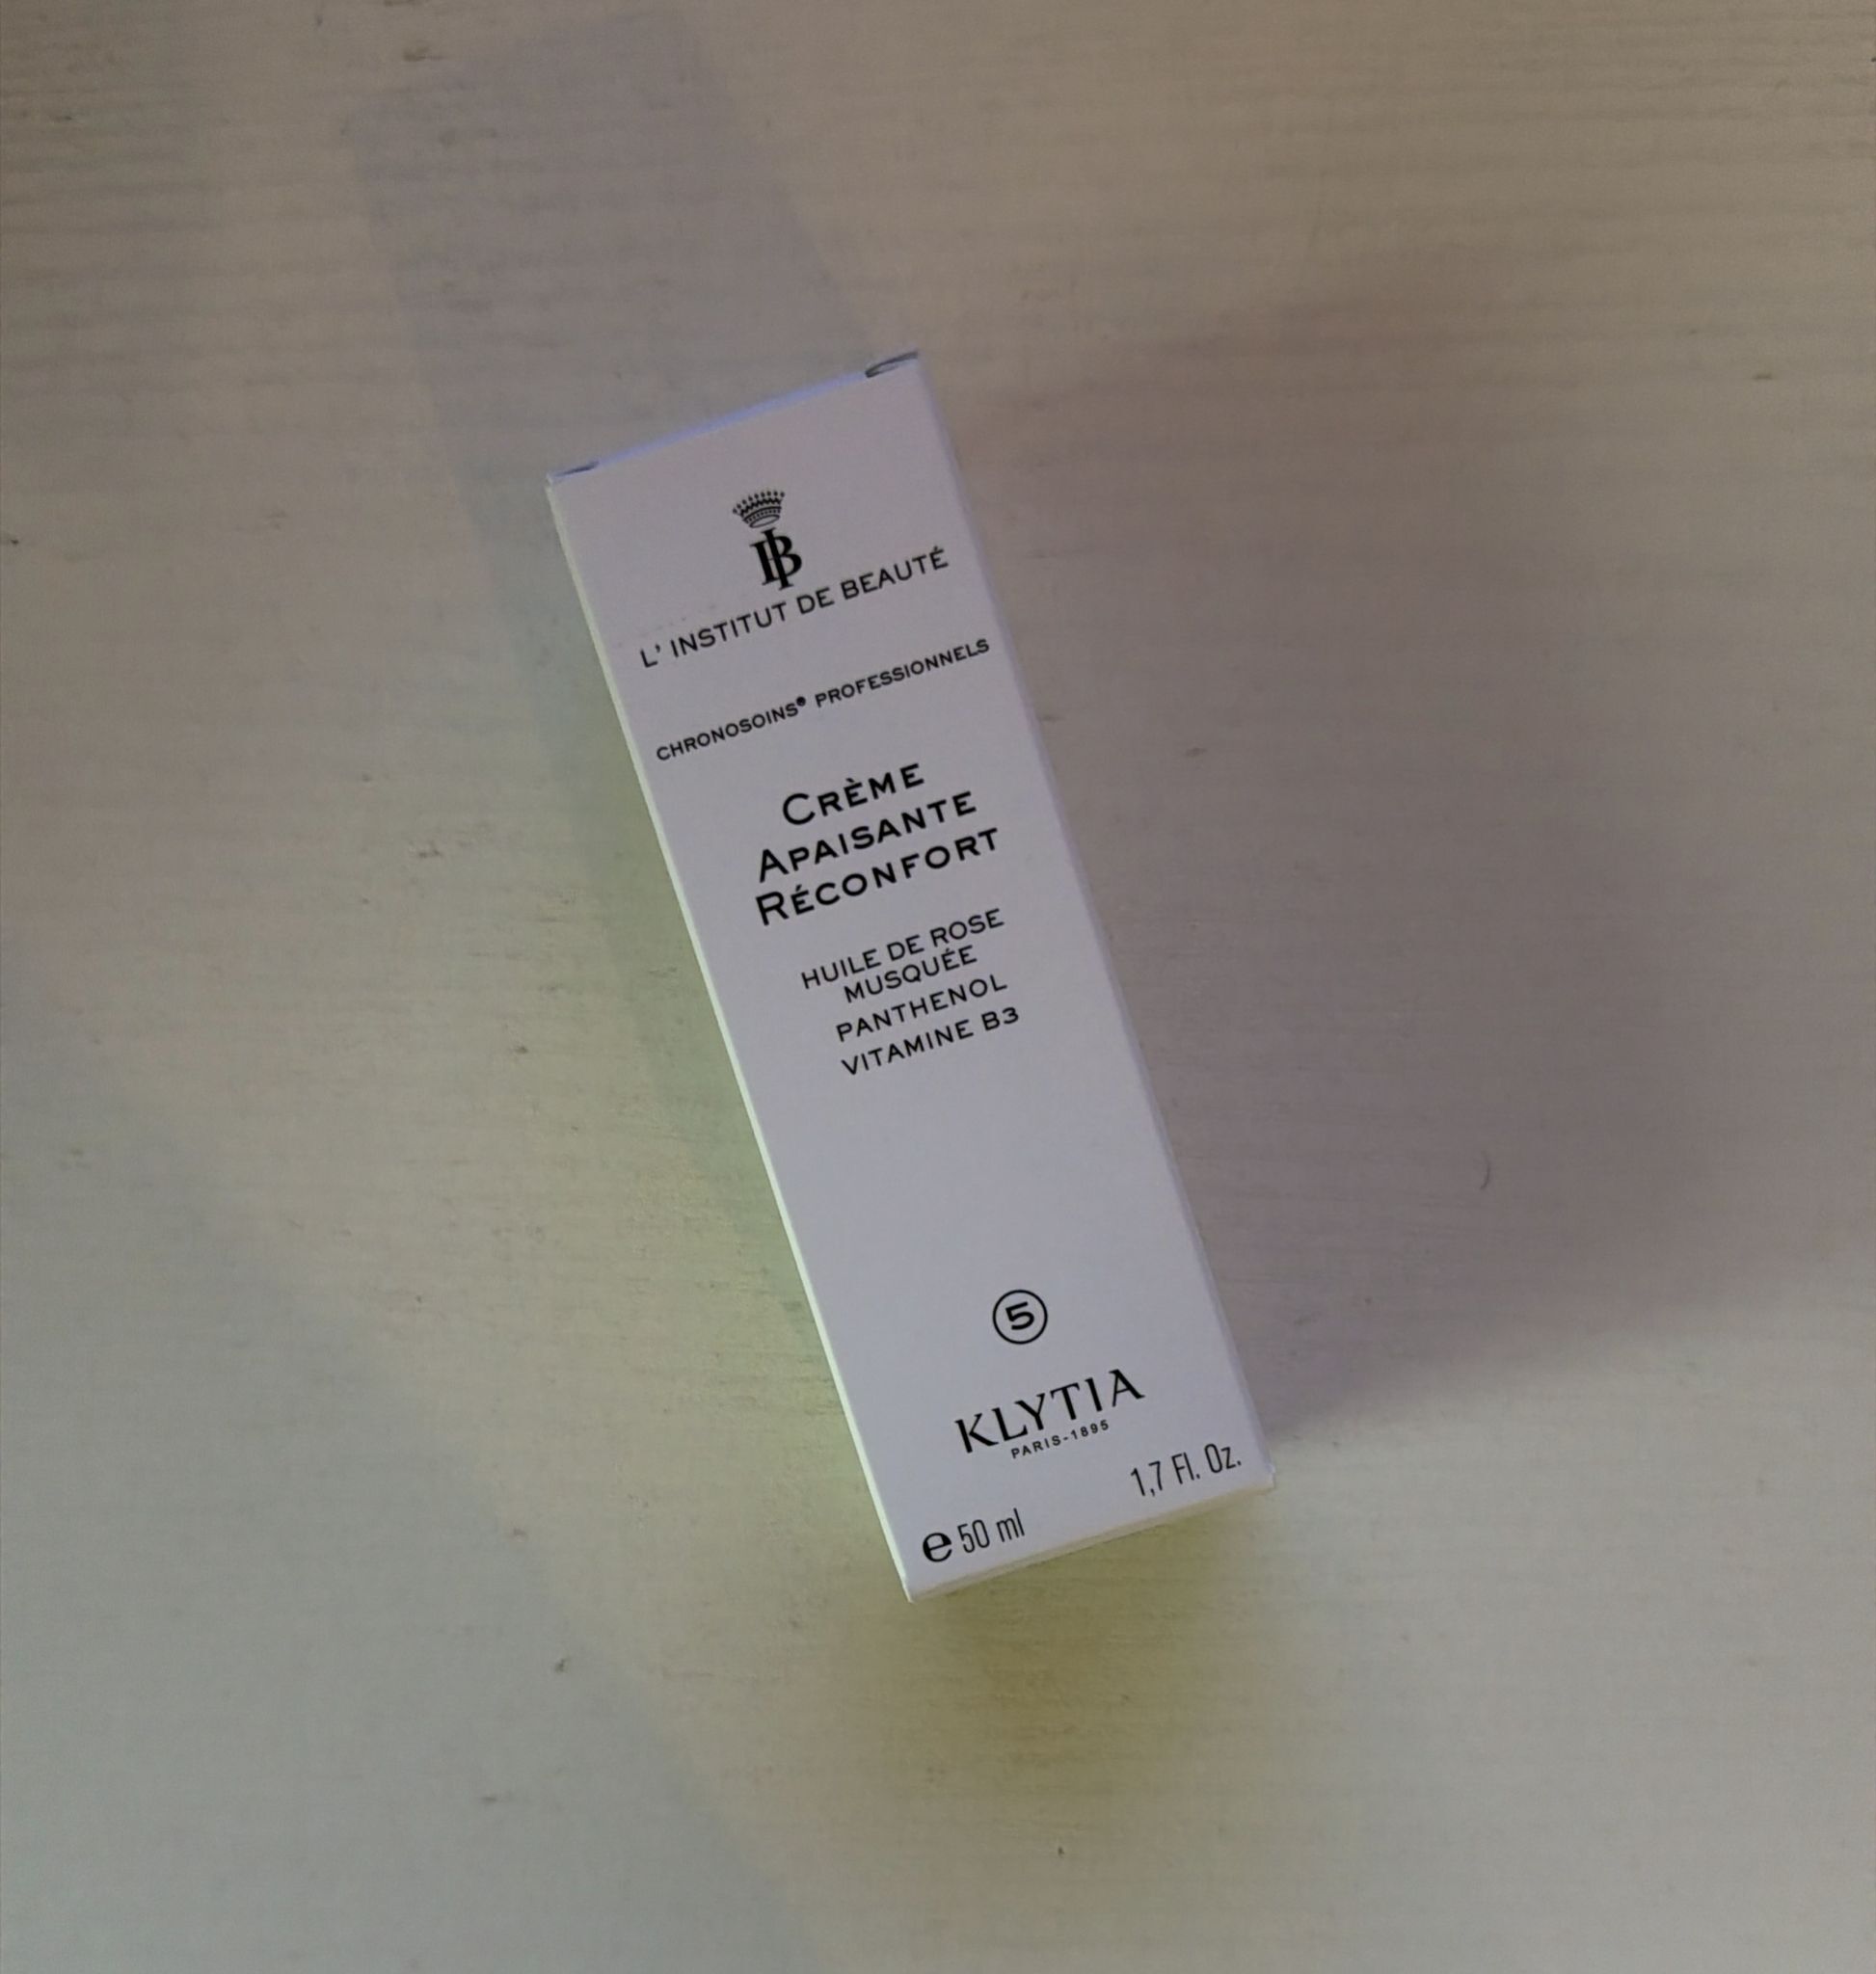 IB
L' INSTITUT DE BEAUTÉ
CHRONOSOINS® PROFESSIONNELS
CRÈME
APAISANTE
RÉCONFORT
HUILE DE ROSE
MUSQUÉE
PANTHENOL
VITAMINE B3
5
KLYTIA
PARIS-1895
e 50 ml 1,7 Fl. Oz.